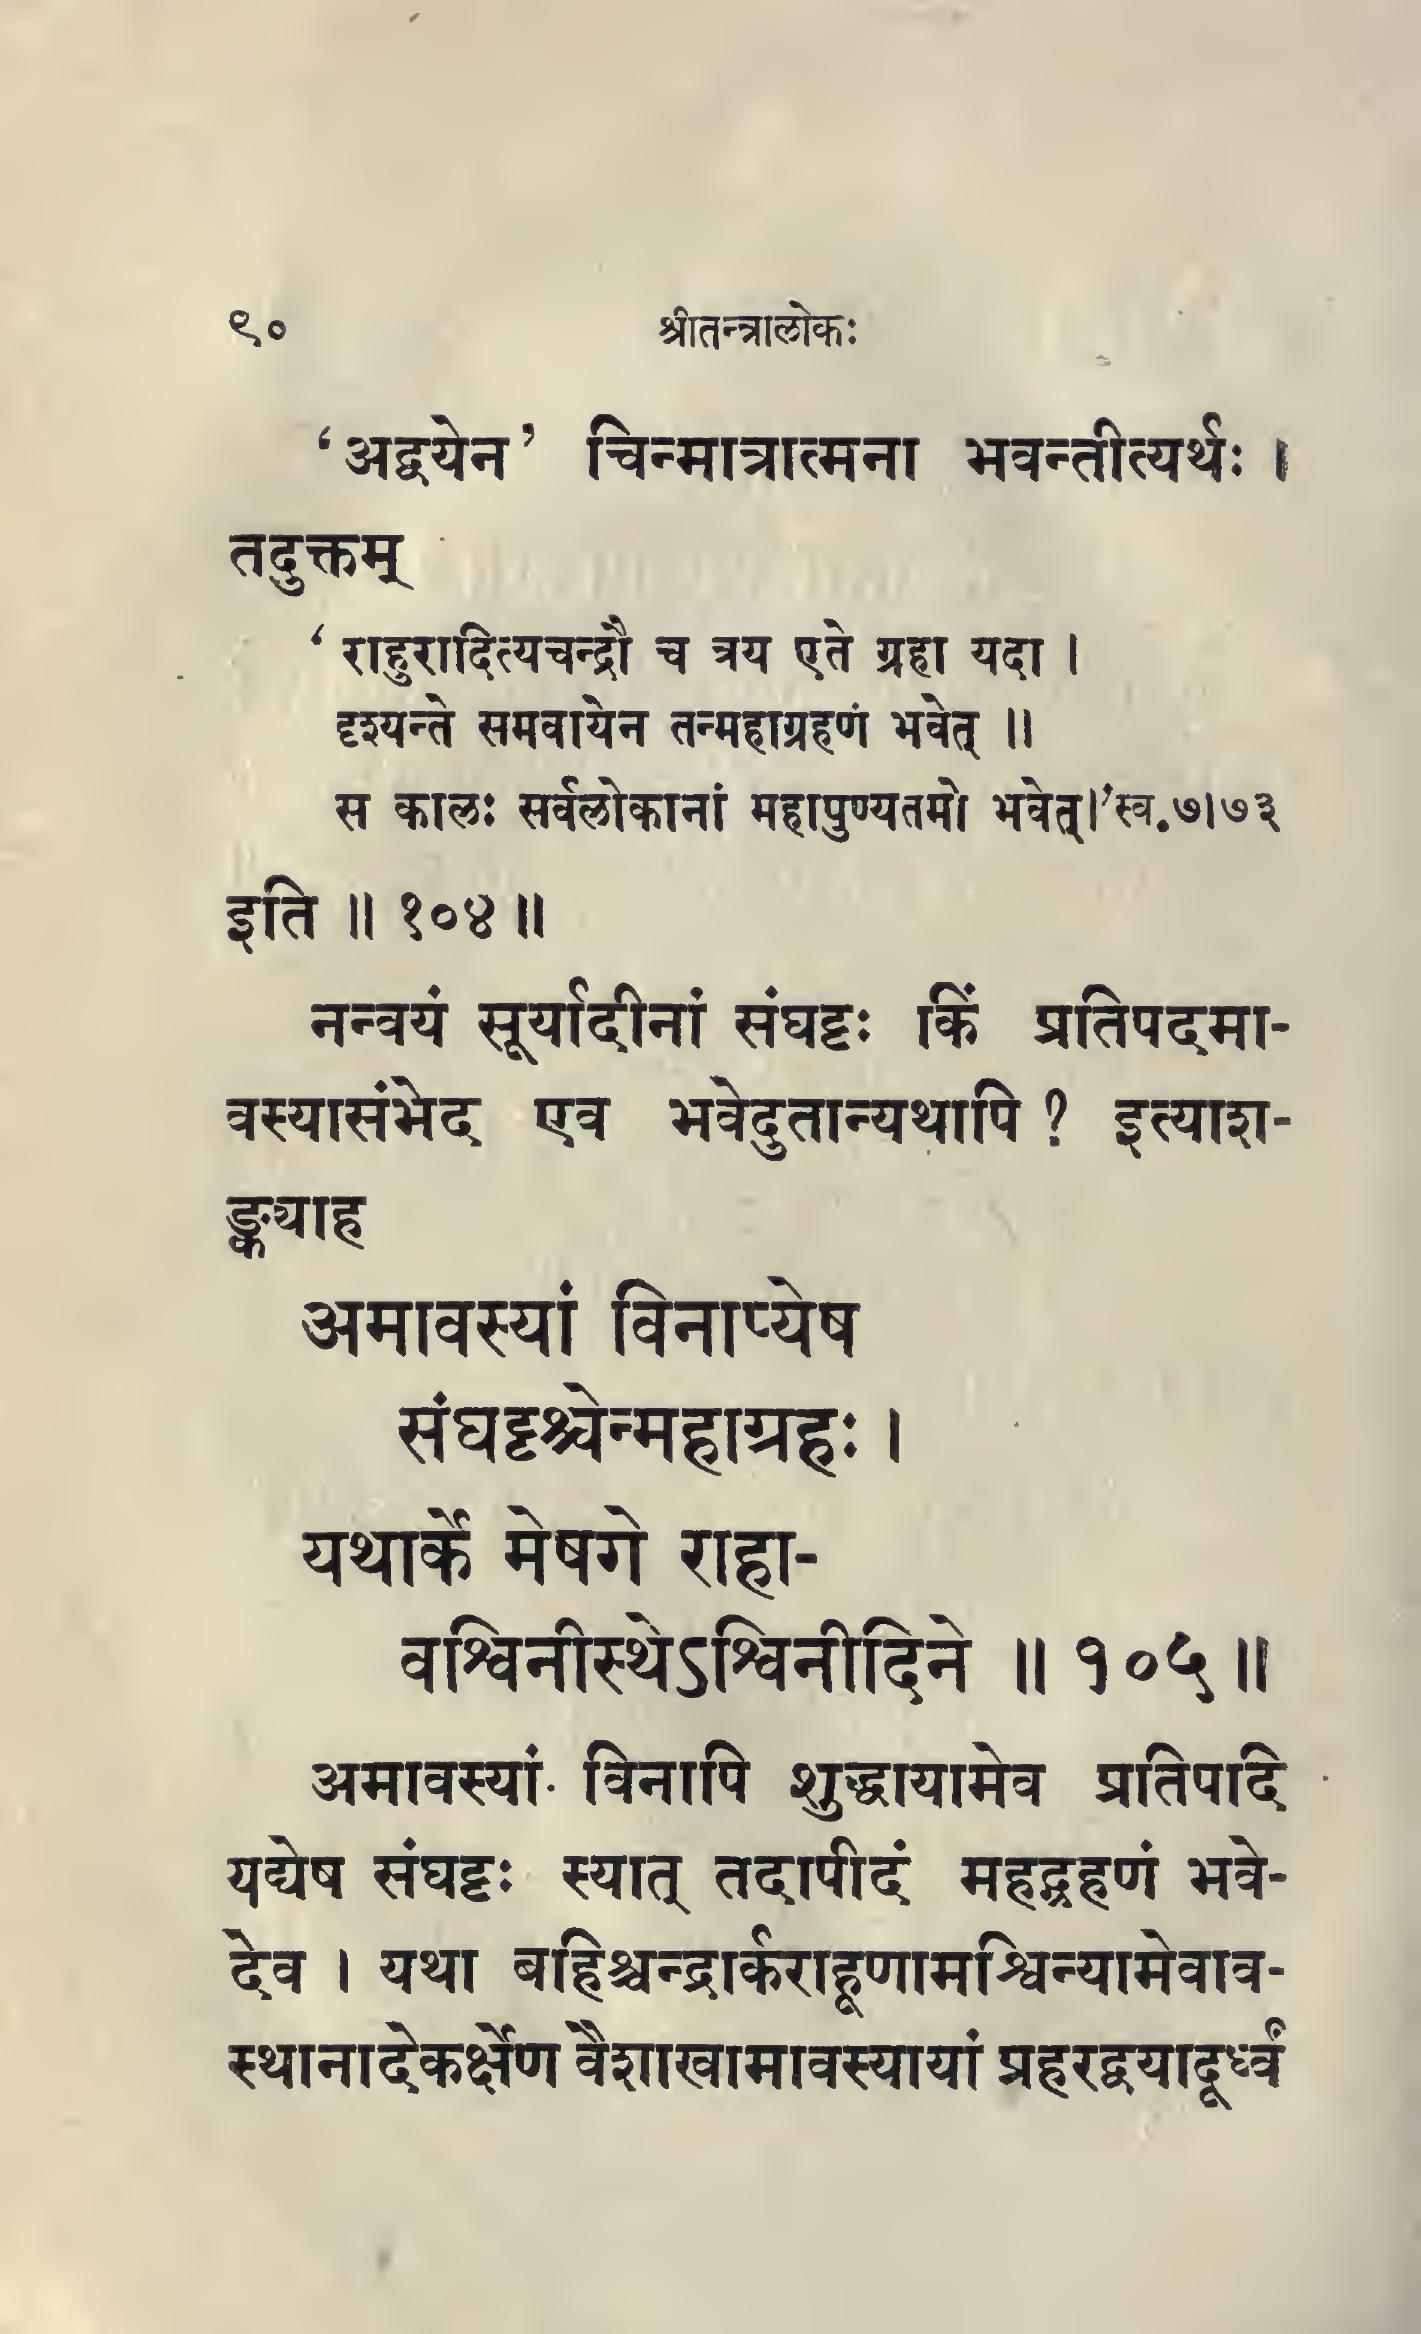 ९०
श्रीतन्त्रालोकः
‘अद्वयेन’ चिन्मात्रात्मना भवन्तीत्यर्थः ।
तदुक्तम्
‘राहुरादित्यचन्द्रौ च त्रय एते ग्रहा यदा ।
दृश्यन्ते समवायेन तन्महाग्रहणं भवेत् ॥
स कालः सर्वलोकानां महापुण्यतमो भवेत्।’स्व.७।७३
इति ॥ १०४ ॥
नन्वयं सूर्यादीनां संघट्टः किं प्रतिपदमा-
वस्यासंभेद एव भवेदुतान्यथापि ? इत्याश-
ङ्क्याह
अमावस्यां विनाप्येष
संघट्टश्चेन्महाग्रहः ।
यथार्के मेषगे राहा-
वश्विनीस्थेऽश्विनीदिने ॥ १०५ ॥
अमावस्यां विनापि शुद्धायामेव प्रतिपदि
यद्येष संघट्टः स्यात् तदापीदं महद्ग्रहणं भवे-
देव । यथा बहिश्चन्द्रार्कराहूणामश्विन्यामेवाव-
स्थानादेकर्क्षेण वैशाखामावस्यायां प्रहरद्वयादूर्ध्वं